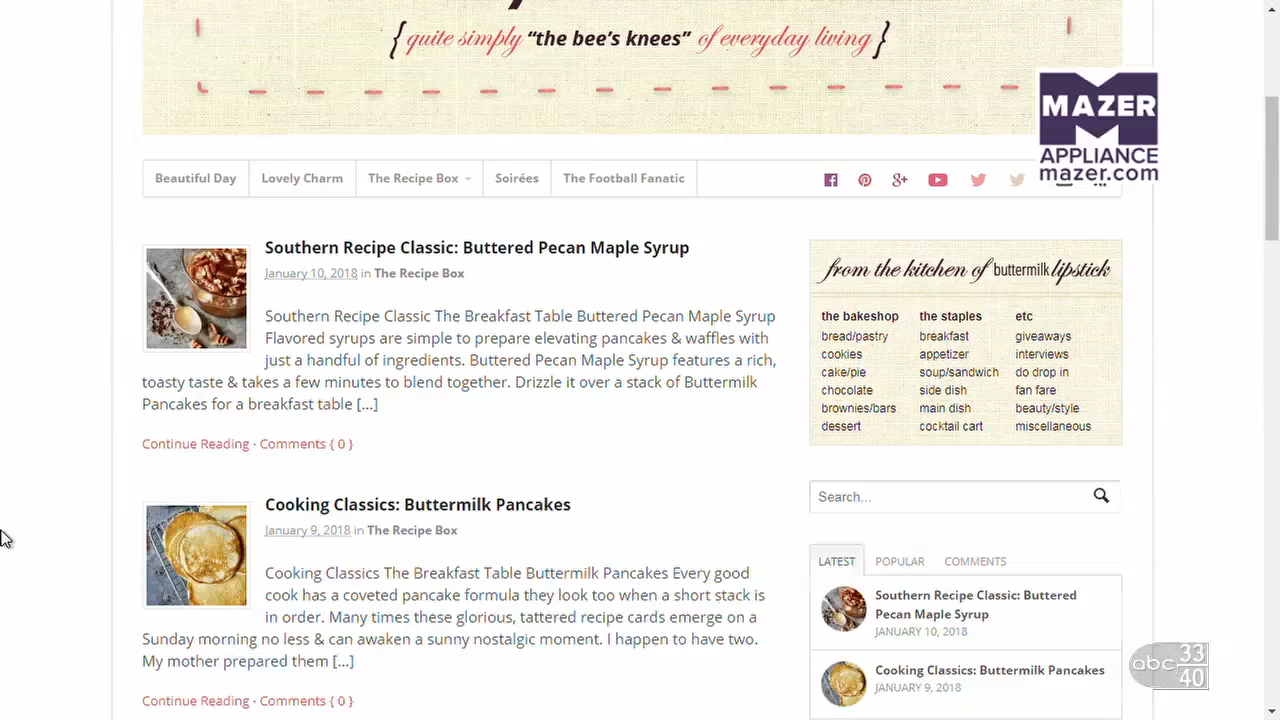 { quite simply “the bee’s knees” of everyday living }
MAZER
APPLIANCE
mazer.com
Beautiful Day
Lovely Charm
The Recipe Box
Soirées
The Football Fanatic
Southern Recipe Classic: Buttered Pecan Maple Syrup
January 10, 2018 in The Recipe Box
Southern Recipe Classic The Breakfast Table Buttered Pecan Maple Syrup
Flavored syrups are simple to prepare elevating pancakes & waffles with
just a handful of ingredients. Buttered Pecan Maple Syrup features a rich,
toasty taste & takes a few minutes to blend together. Drizzle it over a stack of Buttermilk
Pancakes for a breakfast table [...]
Continue Reading · Comments { 0 }
Cooking Classics: Buttermilk Pancakes
January 9, 2018 in The Recipe Box
Cooking Classics The Breakfast Table Buttermilk Pancakes Every good
cook has a coveted pancake formula they look too when a short stack is
in order. Many times these glorious, tattered recipe cards emerge on a
Sunday morning no less & can awaken a sunny nostalgic moment. I happen to have two.
My mother prepared them [...]
Continue Reading · Comments { 0 }
from the kitchen of buttermilk lipstick
the bakeshop
bread/pastry
cookies
cake/pie
chocolate
brownies/bars
dessert
the staples
breakfast
appetizer
soup/sandwich
side dish
main dish
cocktail cart
etc
giveaways
interviews
do drop in
fan fare
beauty/style
miscellaneous
Search...
LATEST
POPULAR
COMMENTS
Southern Recipe Classic: Buttered
Pecan Maple Syrup
JANUARY 10, 2018
Cooking Classics: Buttermilk Pancakes
JANUARY 9, 2018
abc 33
40